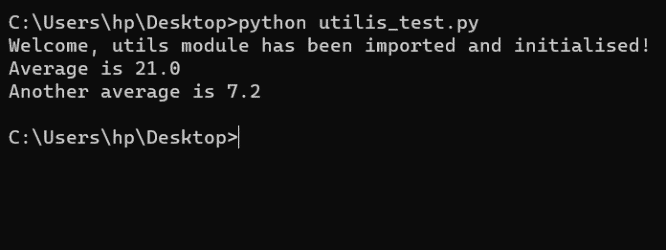 C:\Users\hp\Desktop>python utilis_test.py
Welcome, utils module has been imported and initialised!
Average is 21.0
Another average is 7.2
C:\Users\hp\Desktop>